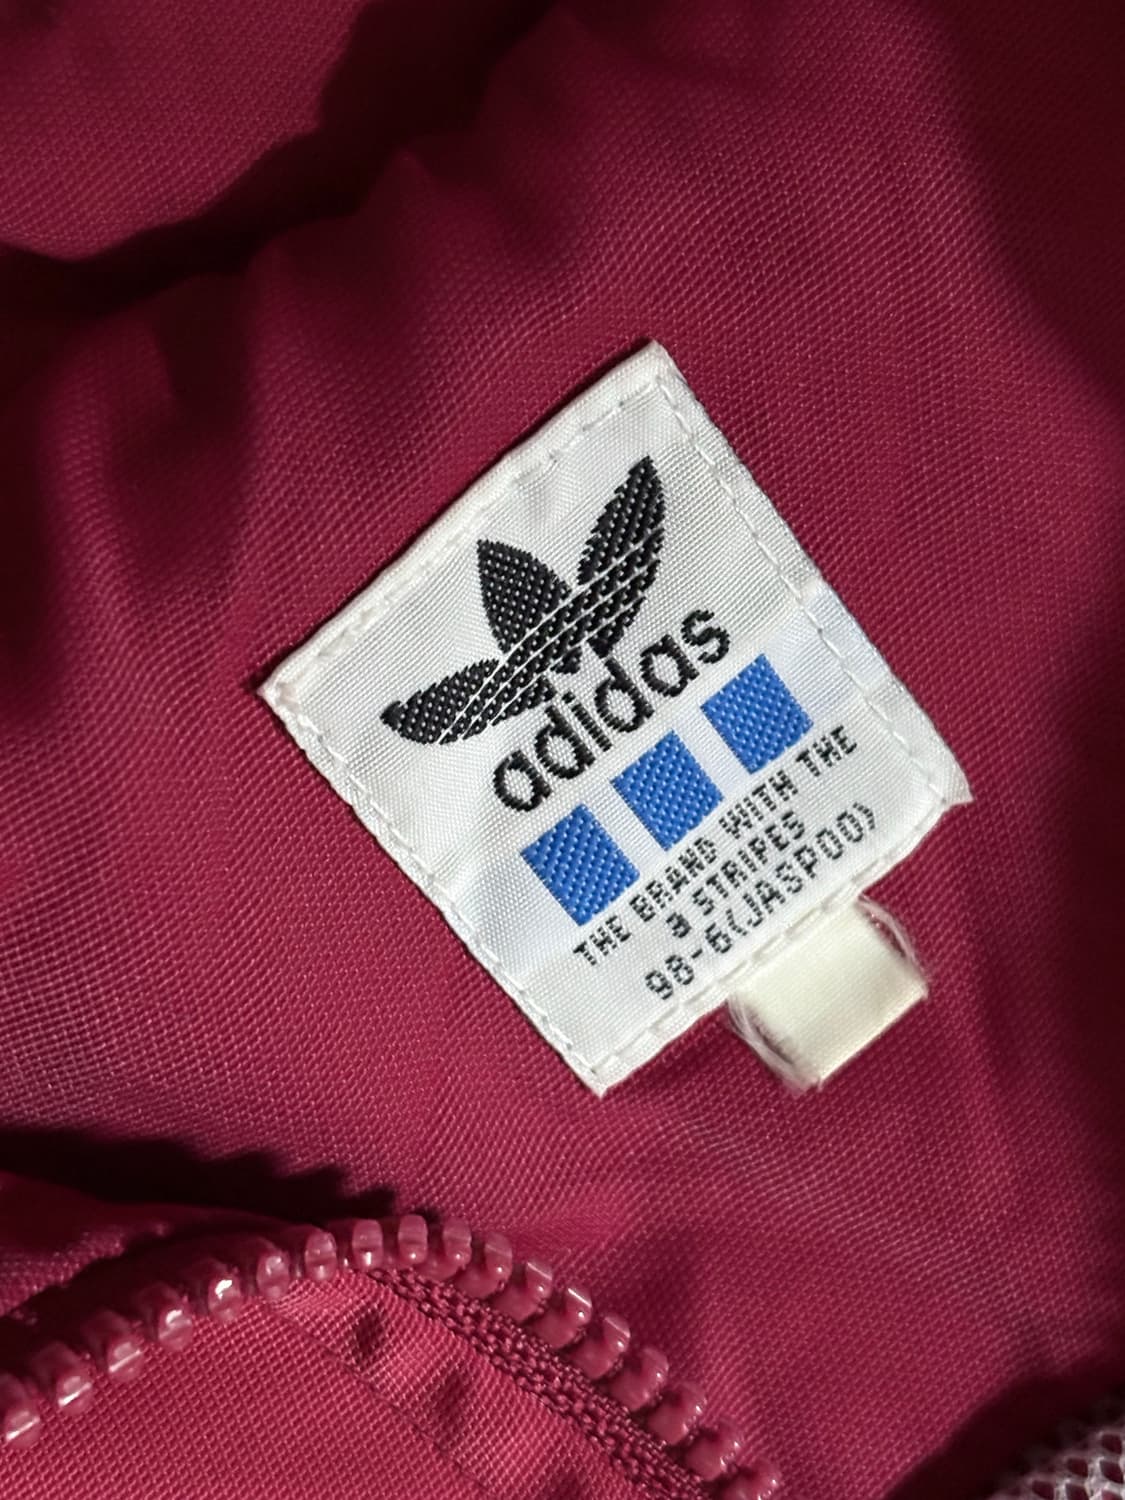 adidas
THE BRAND WITH THE
3 STRIPES
98-6(JASPOO)